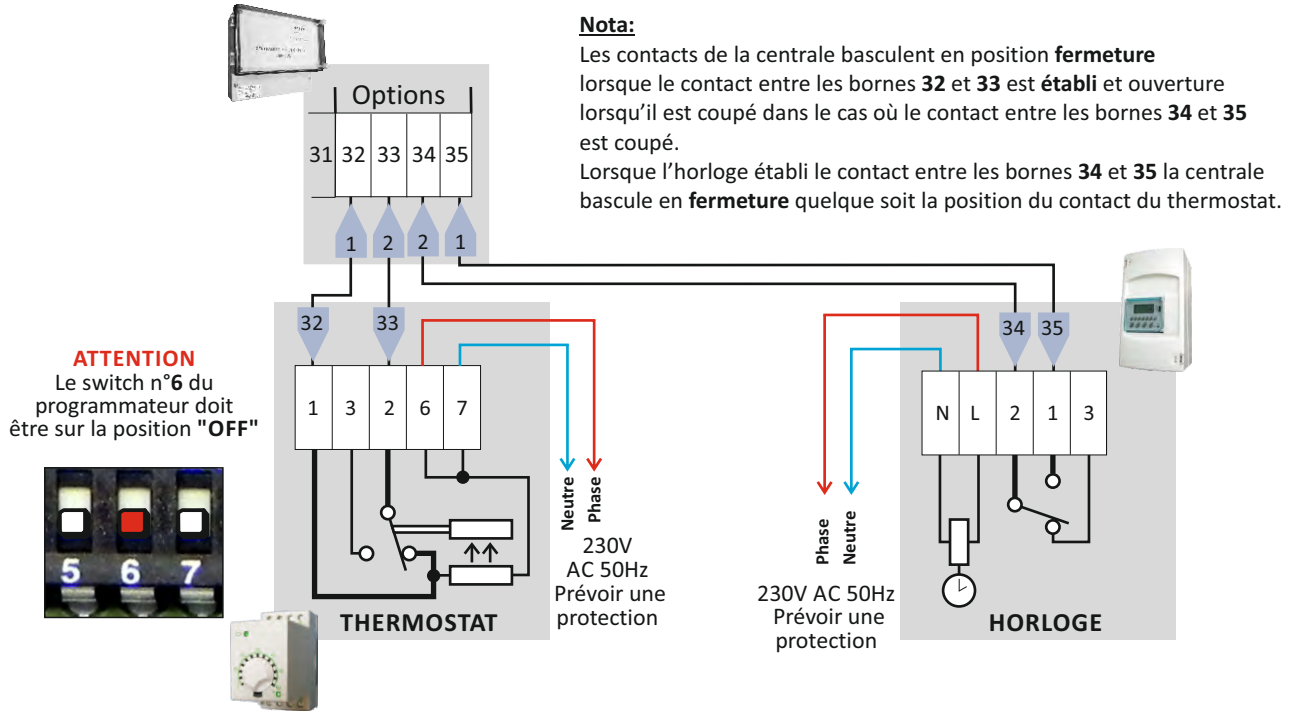 Nota:
Les contacts de la centrale basculent en position fermeture
lorsque le contact entre les bornes 32 et 33 est établi et ouverture
lorsqu'il est coupé dans le cas où le contact entre les bornes 34 et 35
est coupé.
Lorsque l'horloge établi le contact entre les bornes 34 et 35 la centrale
bascule en fermeture quelque soit la position du contact du thermostat.
Options
31 32 33 34 35
1 2 2 1
32 33
34 35
ATTENTION
Le switch n°6 du
programmateur doit
être sur la position "OFF"
5 6 7
1 3 2 6 7
Neutre
Phase
230V
AC 50Hz
Prévoir une
protection
THERMOSTAT
N L 2 1 3
Phase
Neutre
230V AC 50Hz
Prévoir une
protection
HORLOGE